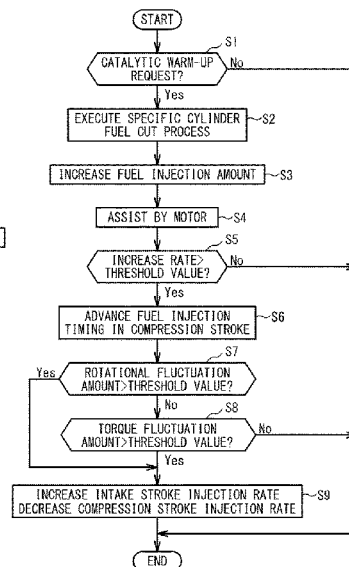 START
S1
CATALYTIC WARM-UP
REQUEST?
No
Yes
EXECUTE SPECIFIC CYLINDER
FUEL CUT PROCESS
S2
INCREASE FUEL INJECTION AMOUNT
S3
ASSIST BY MOTOR
S4
S5
INCREASE RATE>
THRESHOLD VALUE?
No
Yes
ADVANCE FUEL INJECTION
TIMING IN COMPRESSION STROKE
S6
S7
Yes
ROTATIONAL FLUCTUATION
AMOUNT>THRESHOLD VALUE?
No
S8
TORQUE FLUCTUATION
AMOUNT>THRESHOLD VALUE?
No
Yes
INCREASE INTAKE STROKE INJECTION RATE
DECREASE COMPRESSION STROKE INJECTION RATE
S9
END